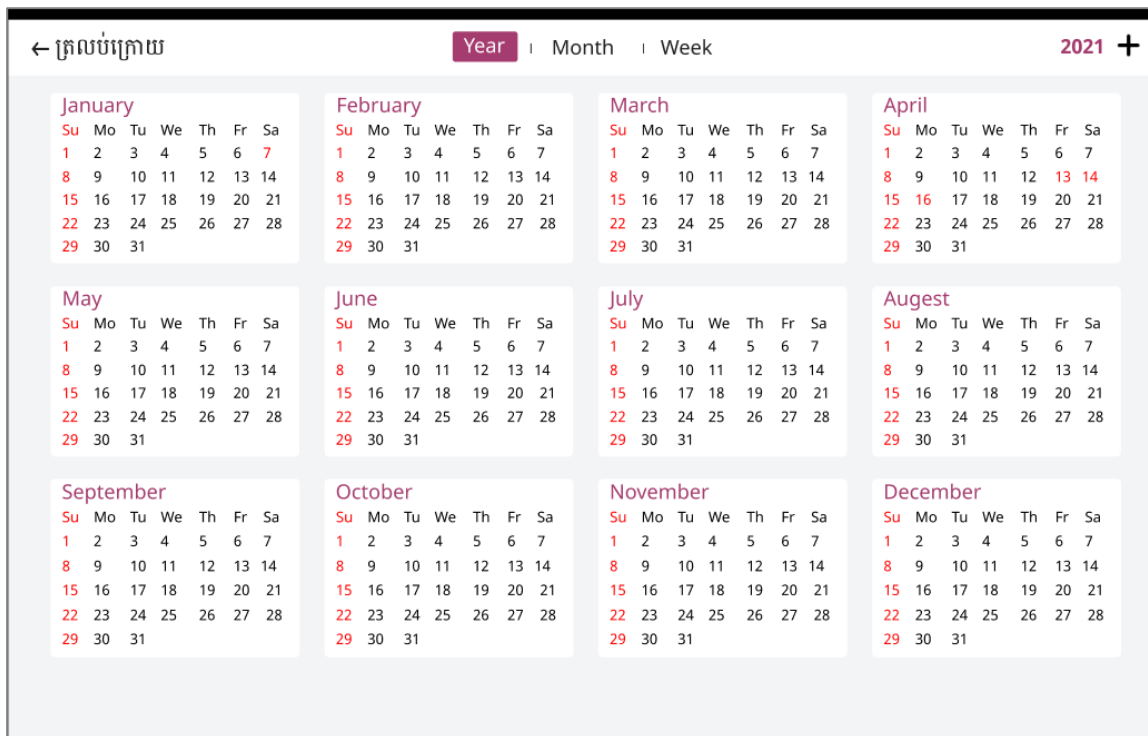 ←ត្រលប់ក្រោយ Year Month Week 2021 +
January February March April
Su Mo Tu We Th Fr Sa Su Mo Tu We Th Fr Sa Su Mo Tu We Th Fr Sa Su Mo Tu We Th Fr Sa
1 2 3 4 5 6 7 1 2 3 4 5 6 7 1 2 3 4 5 6 7 1 2 3 4 5 6 7
8 9 10 11 12 13 14 8 9 10 11 12 13 14 8 9 10 11 12 13 14 8 9 10 11 12 13 14
15 16 17 18 19 20 21 15 16 17 18 19 20 21 15 16 17 18 19 20 21 15 16 17 18 19 20 21
22 23 24 25 26 27 28 22 23 24 25 26 27 28 22 23 24 25 26 27 28 22 23 24 25 26 27 28
29 30 31 29 30 31 29 30 31 29 30 31
May June July Augest
Su Mo Tu We Th Fr Sa Su Mo Tu We Th Fr Sa Su Mo Tu We Th Fr Sa Su Mo Tu We Th Fr Sa
1 2 3 4 5 6 7 1 2 3 4 5 6 7 1 2 3 4 5 6 7 1 2 3 4 5 6 7
8 9 10 11 12 13 14 8 9 10 11 12 13 14 8 9 10 11 12 13 14 8 9 10 11 12 13 14
15 16 17 18 19 20 21 15 16 17 18 19 20 21 15 16 17 18 19 20 21 15 16 17 18 19 20 21
22 23 24 25 26 27 28 22 23 24 25 26 27 28 22 23 24 25 26 27 28 22 23 24 25 26 27 28
29 30 31 29 30 31 29 30 31 29 30 31
September October November December
Su Mo Tu We Th Fr Sa Su Mo Tu We Th Fr Sa Su Mo Tu We Th Fr Sa Su Mo Tu We Th Fr Sa
1 2 3 4 5 6 7 1 2 3 4 5 6 7 1 2 3 4 5 6 7 1 2 3 4 5 6 7
8 9 10 11 12 13 14 8 9 10 11 12 13 14 8 9 10 11 12 13 14 8 9 10 11 12 13 14
15 16 17 18 19 20 21 15 16 17 18 19 20 21 15 16 17 18 19 20 21 15 16 17 18 19 20 21
22 23 24 25 26 27 28 22 23 24 25 26 27 28 22 23 24 25 26 27 28 22 23 24 25 26 27 28
29 30 31 29 30 31 29 30 31 29 30 31